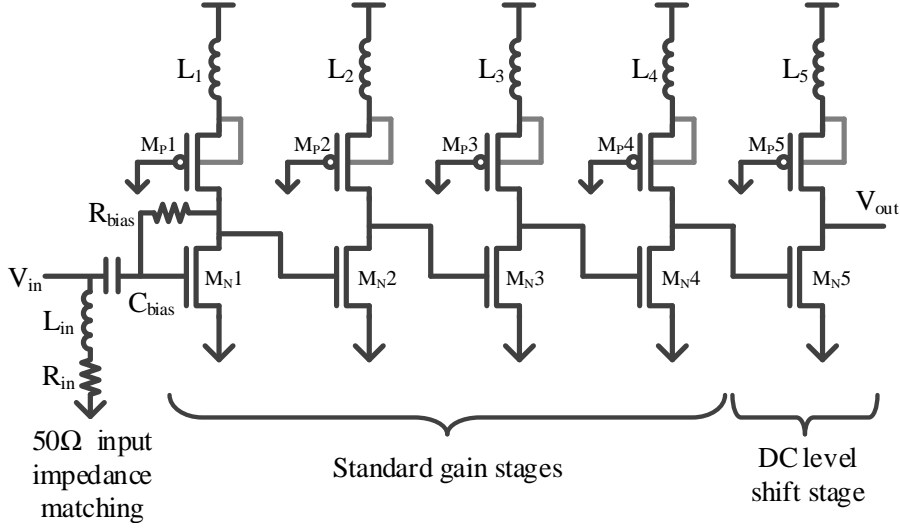 L1
L2
L3
L4
L5
MP1
MP2
MP3
MP4
MP5
Rbias
Vout
Vin
Cbias
MN1
MN2
MN3
MN4
MN5
Lin
Rin
50Ω input
impedance
matching
Standard gain stages
DC level
shift stage